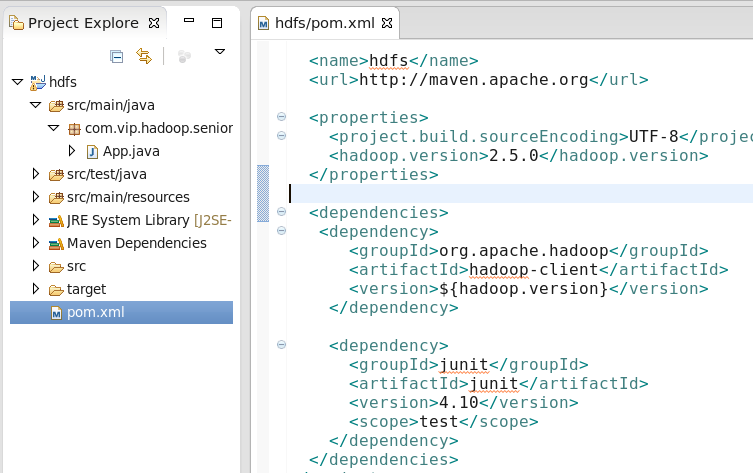 Project Explore
hdfs
src/main/java
com.vip.hadoop.senior
App.java
src/test/java
src/main/resources
JRE System Library [J2SE-
Maven Dependencies
src
target
pom.xml
hdfs/pom.xml
<name>hdfs</name>
<url>http://maven.apache.org</url>
<properties>
<project.build.sourceEncoding>UTF-8</proje
<hadoop.version>2.5.0</hadoop.version>
</properties>
<dependencies>
<dependency>
<groupId>org.apache.hadoop</groupId>
<artifactId>hadoop-client</artifactId>
<version>${hadoop.version}</version>
</dependency>
<dependency>
<groupId>junit</groupId>
<artifactId>junit</artifactId>
<version>4.10</version>
<scope>test</scope>
</dependency>
</dependencies>